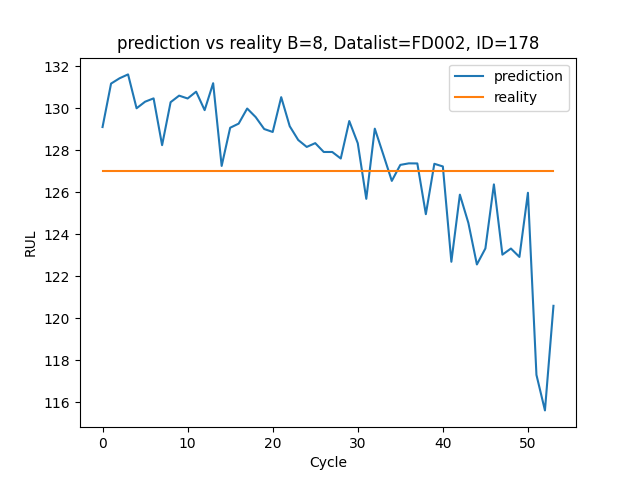 prediction vs reality B=8, Datalist=FD002, ID=178
prediction
reality
132
130
128
126
124
122
120
118
116
RUL
0 10 20 30 40 50
Cycle